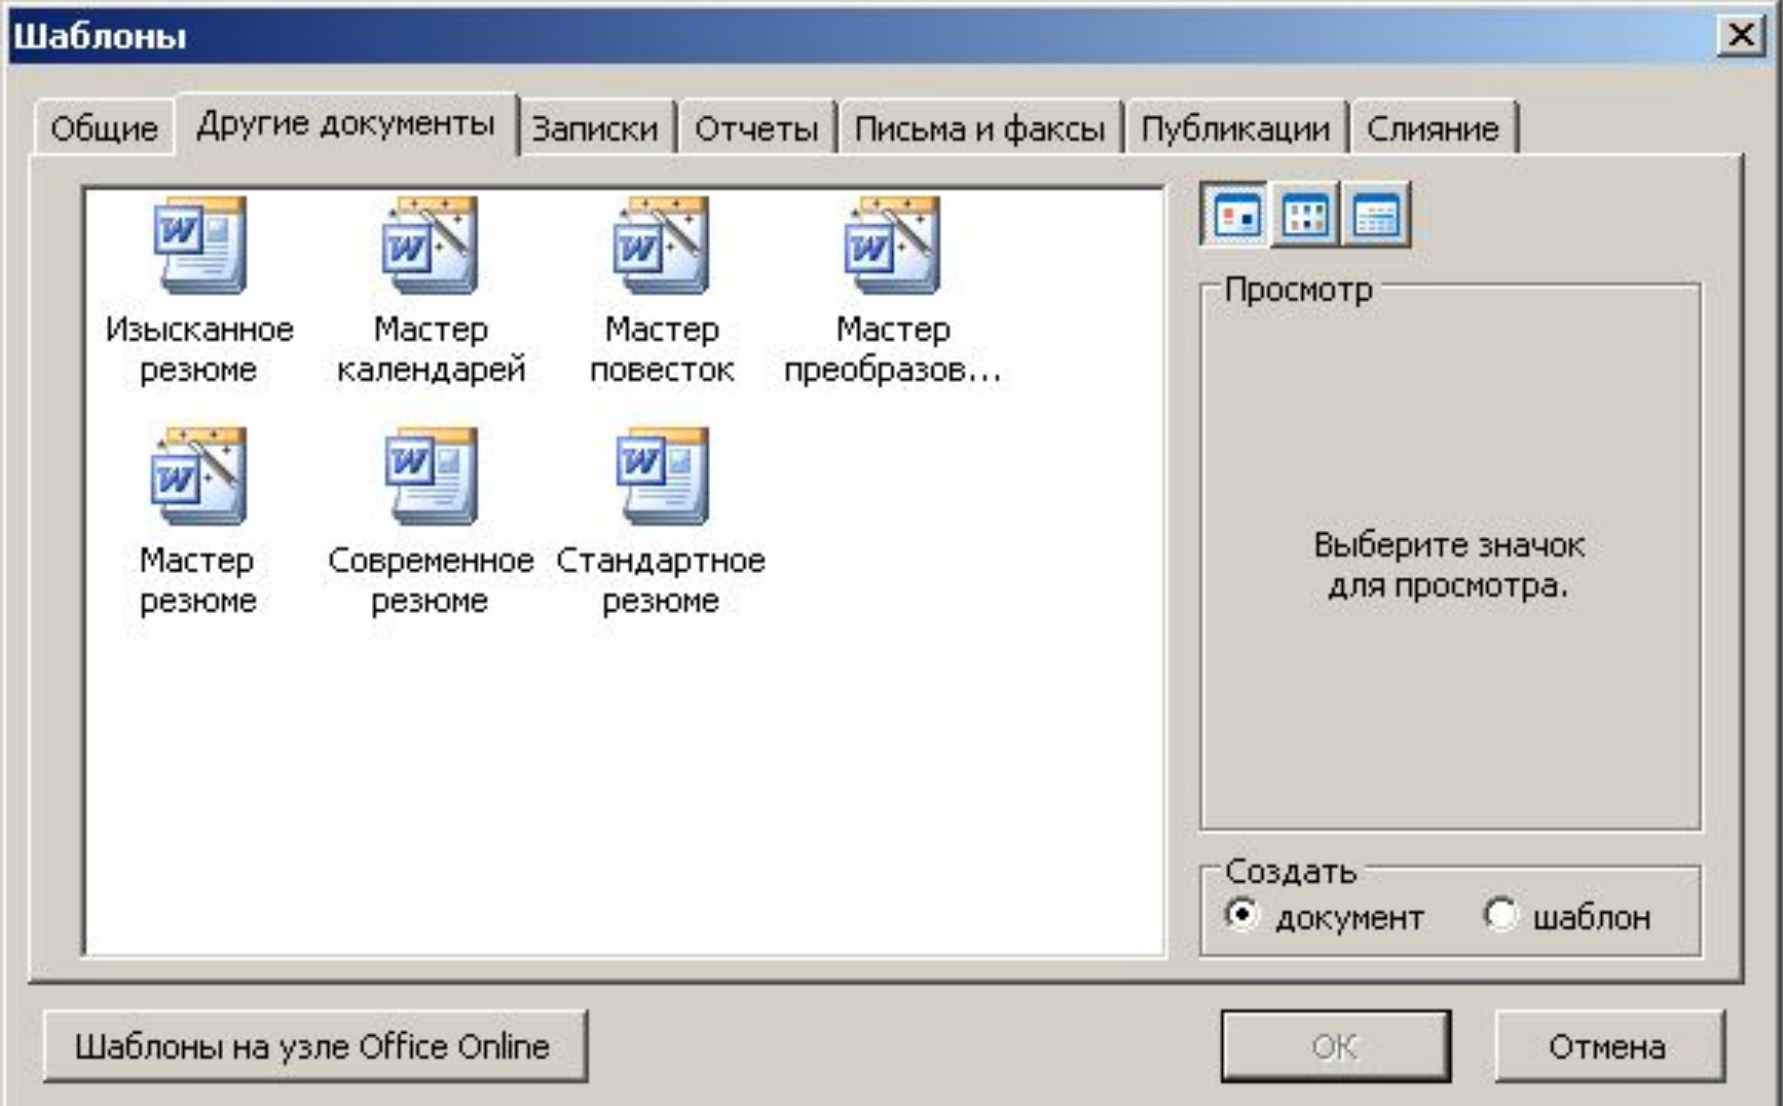 Шаблоны
Общие
Другие документы
Записки
Отчеты
Письма и факсы
Публикации
Слияние
Изысканное
резюме
Мастер
календарей
Мастер
повесток
Мастер
преобразов...
Мастер
резюме
Современное
резюме
Стандартное
резюме
Просмотр
Выберите значок
для просмотра.
Создать
документ
шаблон
Шаблоны на узле Office Online
ОК
Отмена